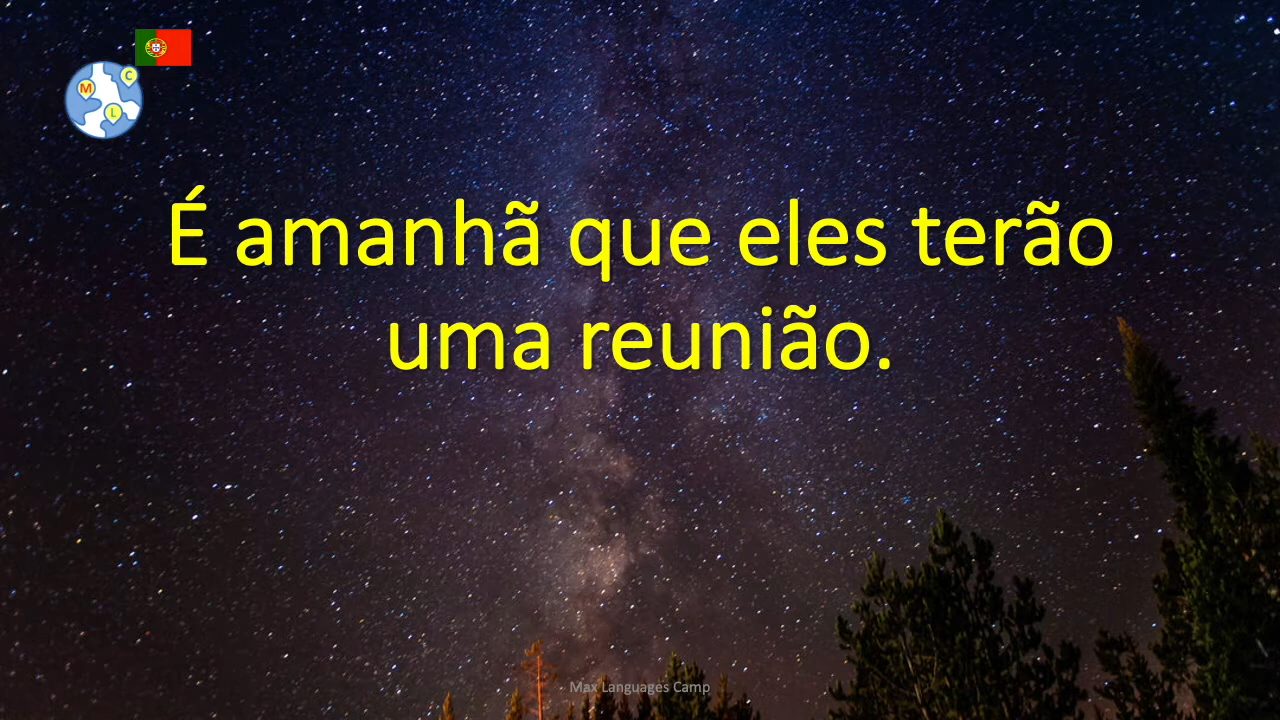 C
M
L
É amanhã que eles terão
uma reunião.
Max Languages Camp